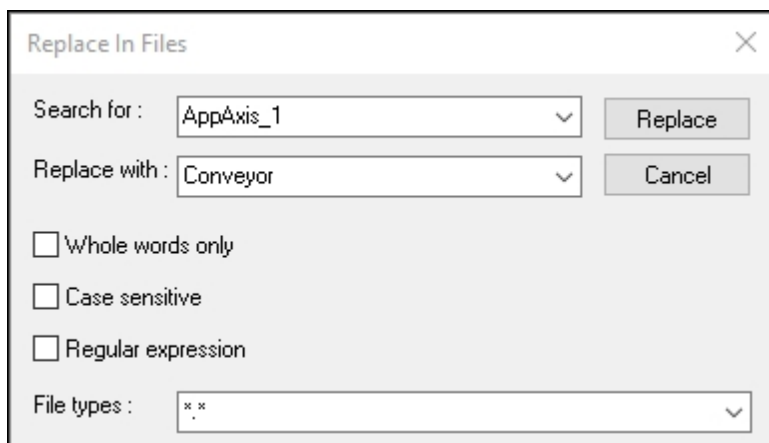 Replace In Files
Search for : AppAxis_1 Replace
Replace with : Conveyor Cancel
Whole words only
Case sensitive
Regular expression
File types : *.*